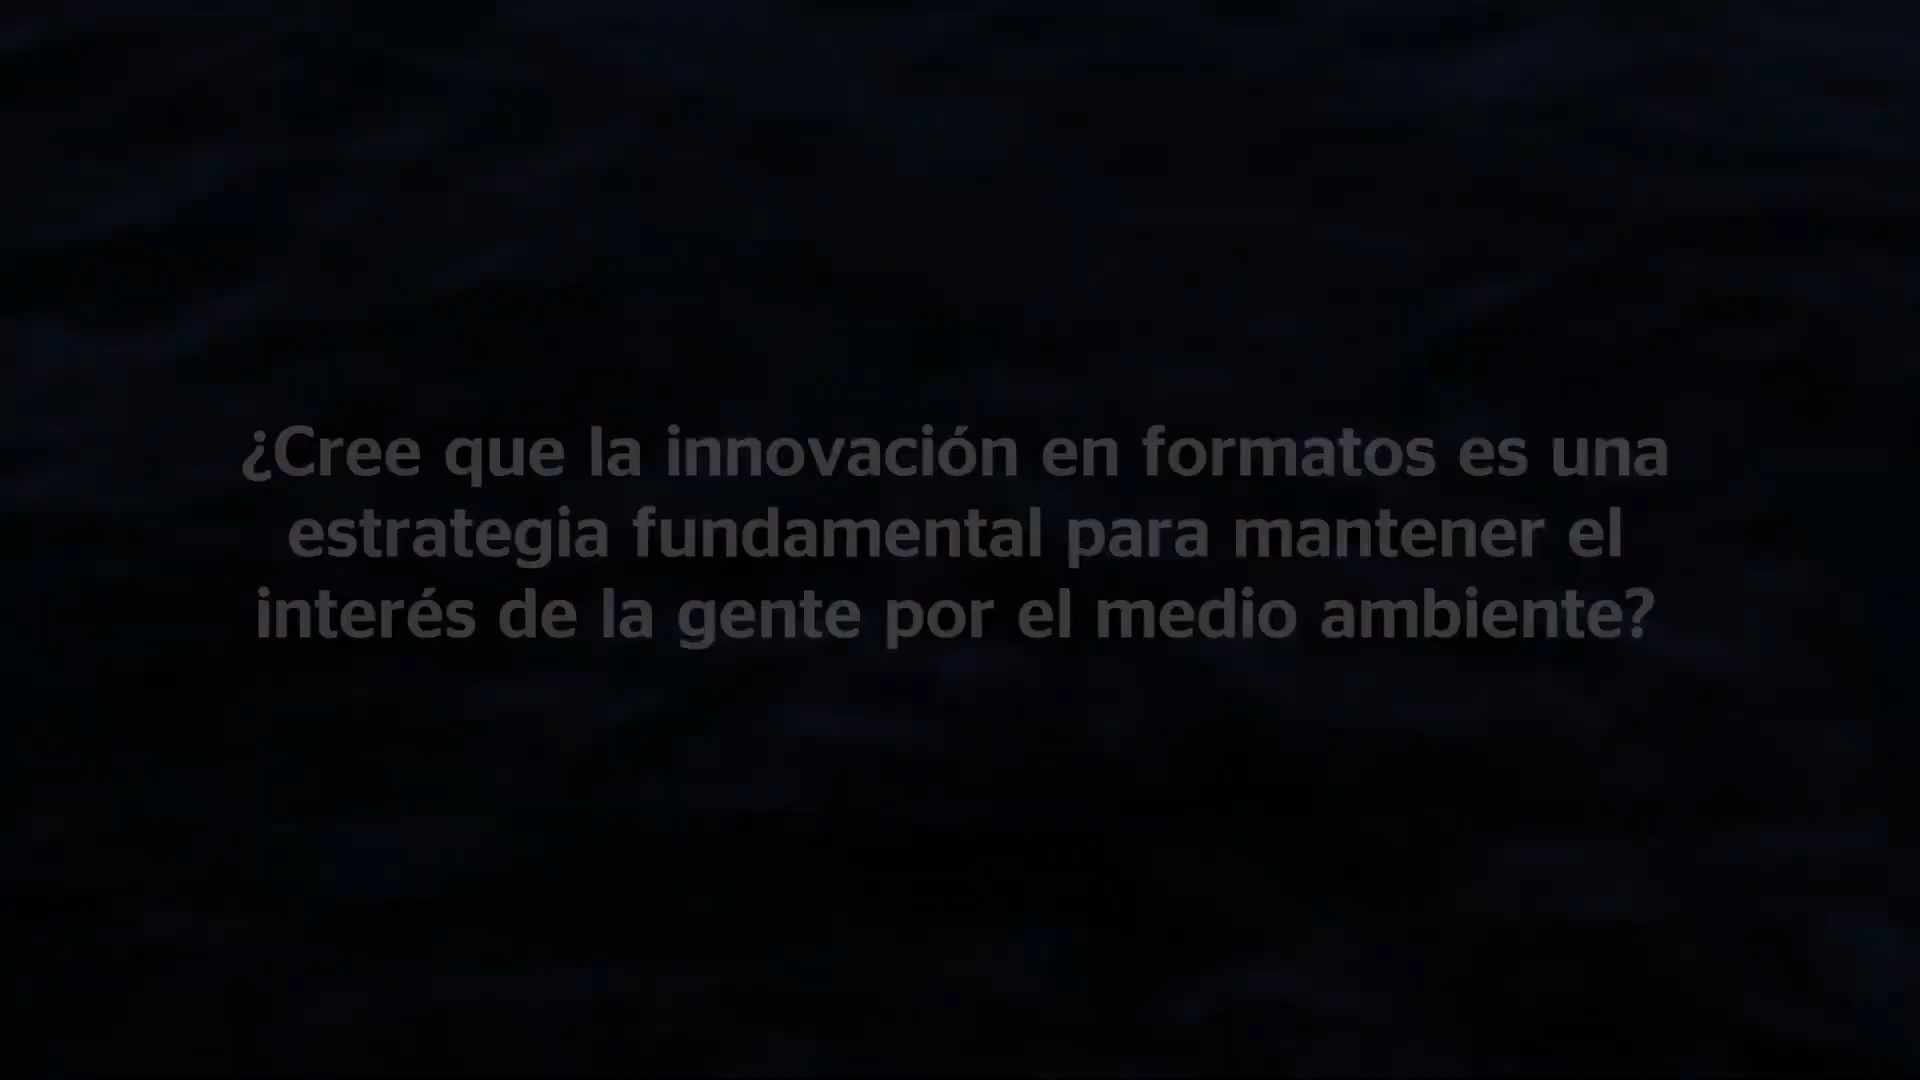 ¿Cree que la innovación en formatos es una
estrategia fundamental para mantener el
interés de la gente por el medio ambiente?